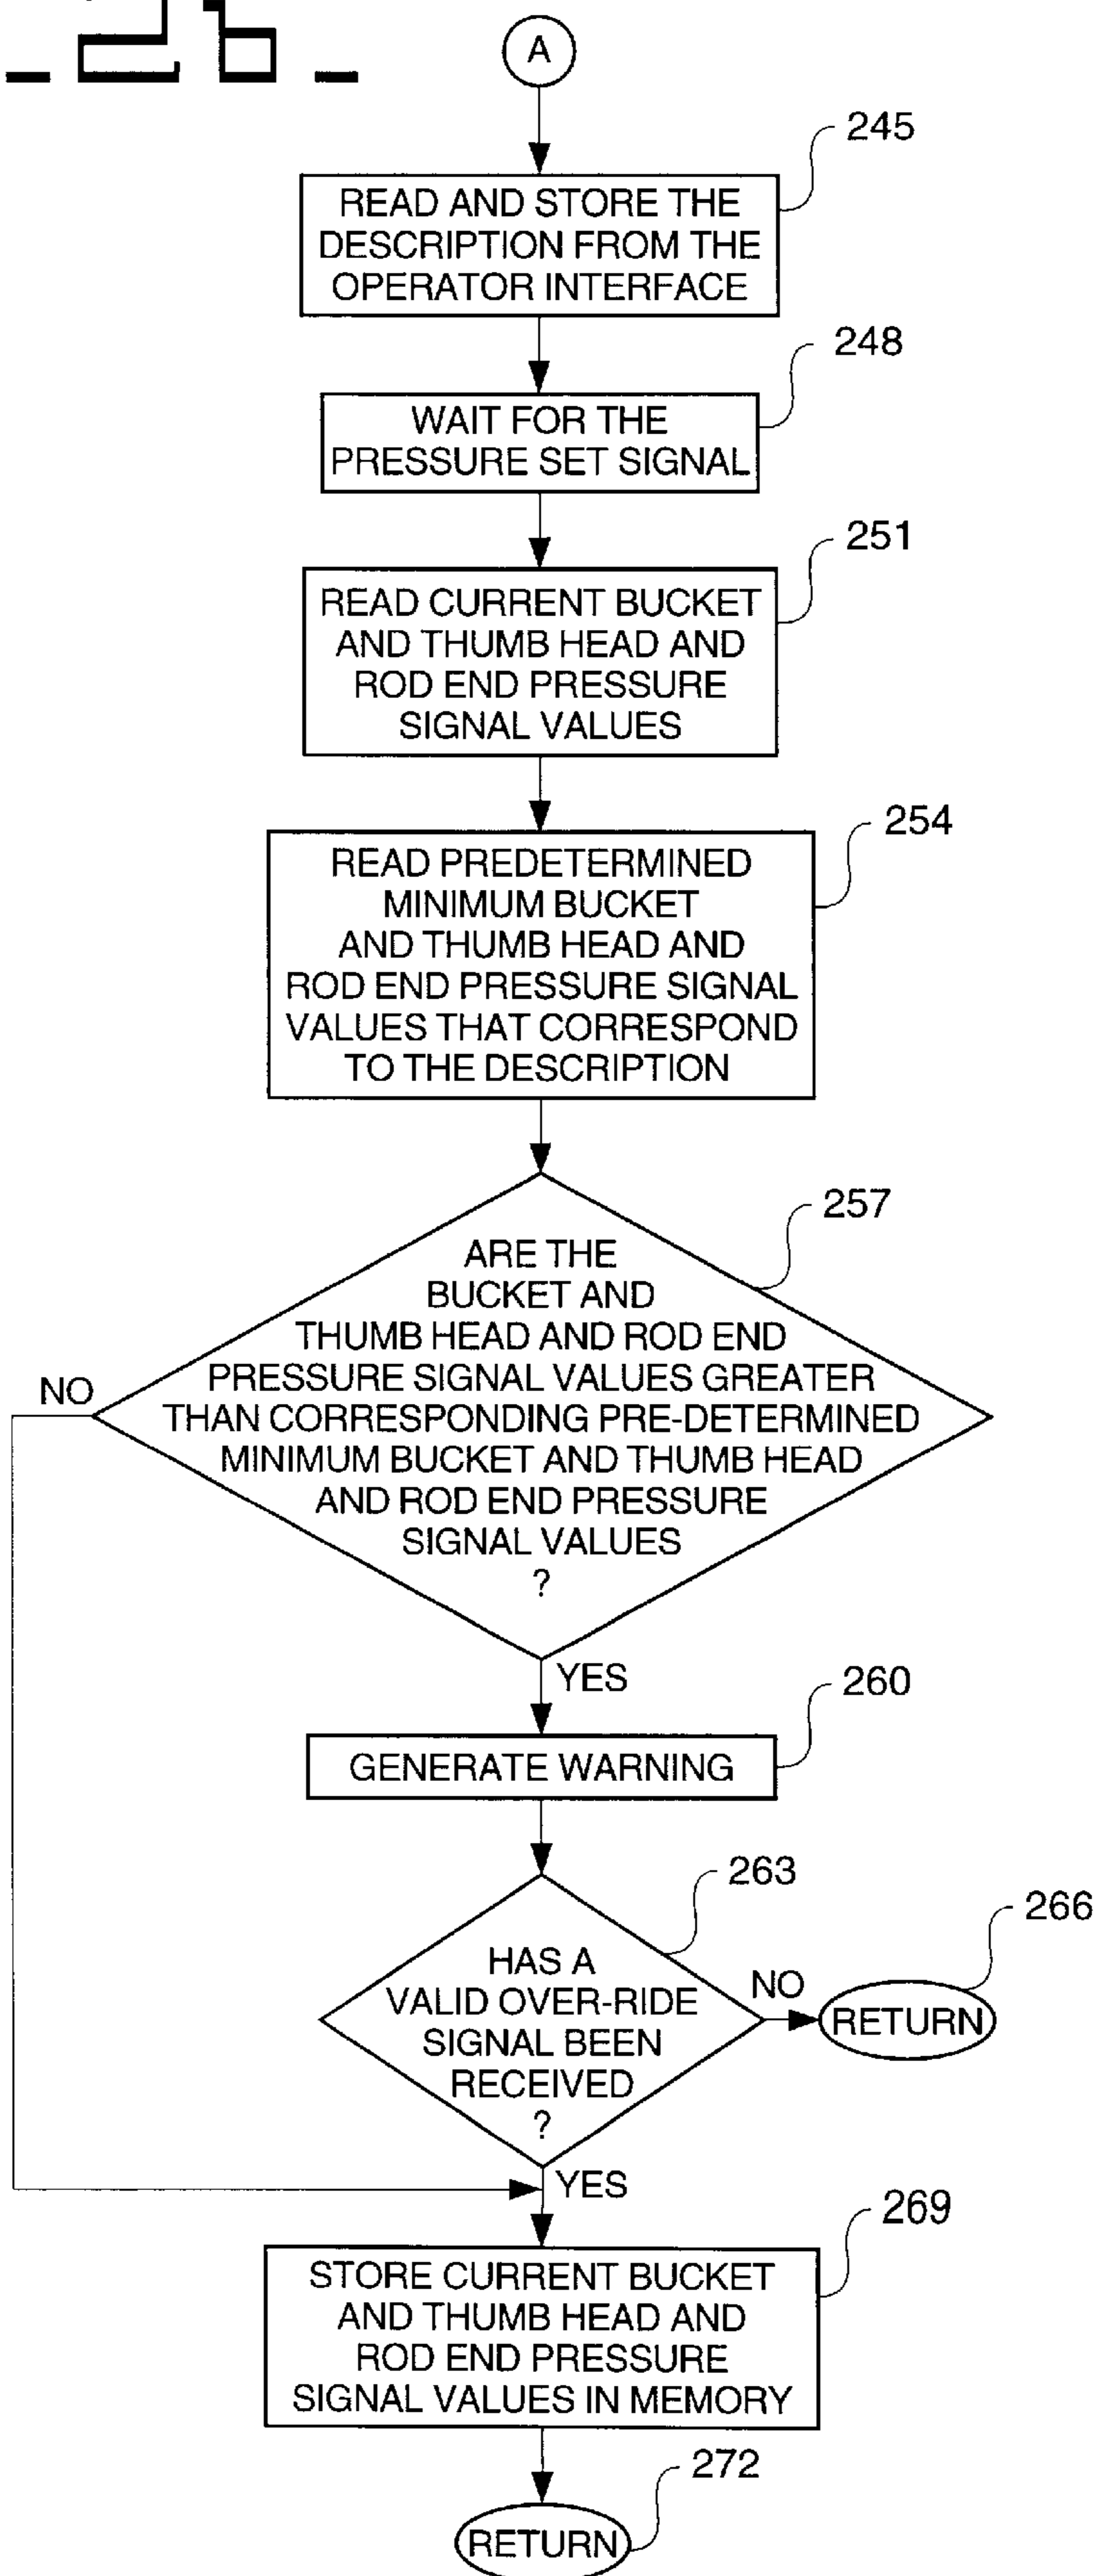 2b
A
245
READ AND STORE THE
DESCRIPTION FROM THE
OPERATOR INTERFACE
248
WAIT FOR THE
PRESSURE SET SIGNAL
251
READ CURRENT BUCKET
AND THUMB HEAD AND
ROD END PRESSURE
SIGNAL VALUES
254
READ PREDETERMINED
MINIMUM BUCKET
AND THUMB HEAD AND
ROD END PRESSURE SIGNAL
VALUES THAT CORRESPOND
TO THE DESCRIPTION
257
ARE THE
BUCKET AND
THUMB HEAD AND ROD END
PRESSURE SIGNAL VALUES GREATER
THAN CORRESPONDING PRE-DETERMINED
MINIMUM BUCKET AND THUMB HEAD
AND ROD END PRESSURE
SIGNAL VALUES
?
NO
YES
260
GENERATE WARNING
263
HAS A
VALID OVER-RIDE
SIGNAL BEEN
RECEIVED
?
NO
266
RETURN
YES
269
STORE CURRENT BUCKET
AND THUMB HEAD AND
ROD END PRESSURE
SIGNAL VALUES IN MEMORY
272
RETURN